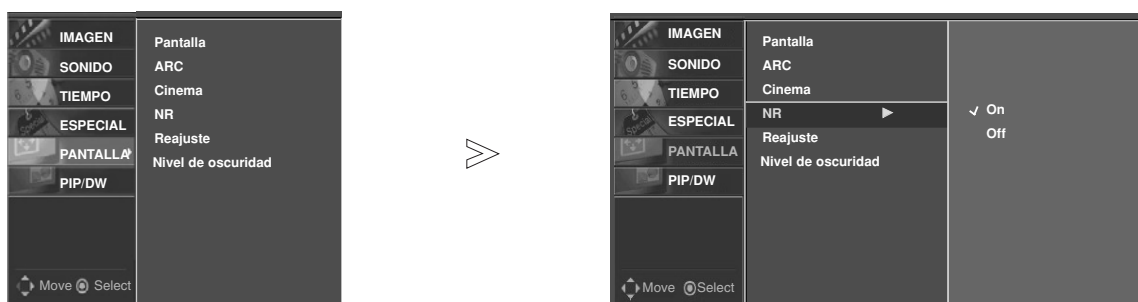 IMAGEN
SONIDO
TIEMPO
ESPECIAL
PANTALLA
PIP/DW
Pantalla
ARC
Cinema
NR
Reajuste
Nivel de oscuridad
Move Select
IMAGEN
SONIDO
TIEMPO
ESPECIAL
PANTALLA
PIP/DW
Pantalla
ARC
Cinema
NR
Reajuste
Nivel de oscuridad
On
Off
Move Select